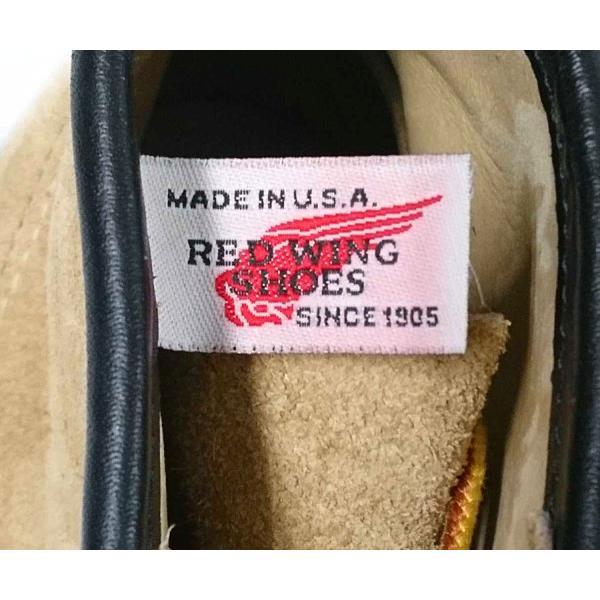 MADE IN U.S.A.
RED WING
SHOES
SINCE 1905